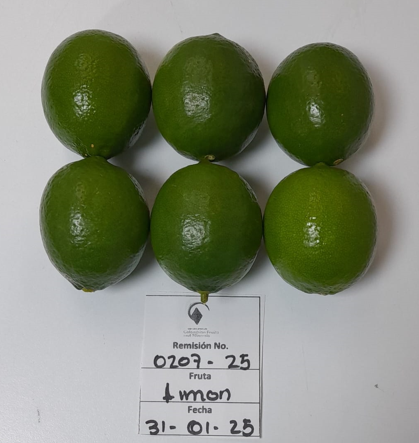 Remisión No.
0207- 25
Fruta
Limon
Fecha
31- 01- 25